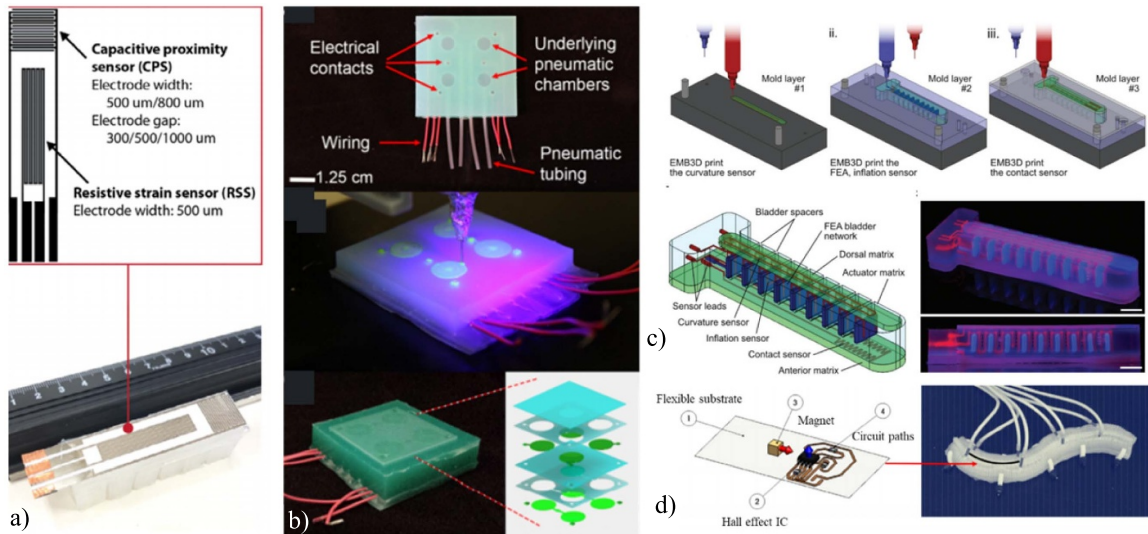 Capacitive proximity
sensor (CPS)
Electrode width:
500 um/800 um
Electrode gap:
300/500/1000 um
Resistive strain sensor (RSS)
Electrode width: 500 um
a)
Electrical
contacts
Underlying
pneumatic
chambers
Wiring
Pneumatic
tubing
1.25 cm
b)
ii.
iii.
Mold layer
#1
Mold layer
#2
Mold layer
#3
EMB3D print
the curvature sensor
EMB3D print the
FEA, inflation sensor
EMB3D print
the contact sensor
Bladder spacers
FEA bladder
network
Dorsal matrix
Actuator matrix
Sensor leads
Curvature sensor
Inflation sensor
Contact sensor
Anterior matrix
c)
Flexible substrate
1
3
Magnet
4
Circuit paths
2
Hall effect IC
d)